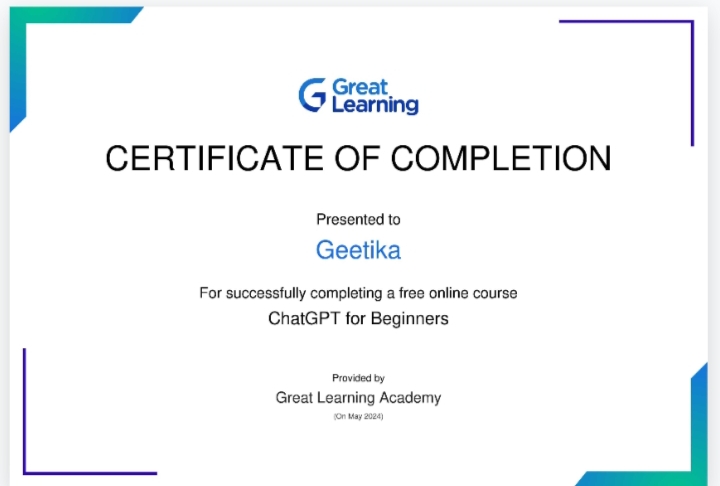 Great
Learning
CERTIFICATE OF COMPLETION
Presented to
Geetika
For successfully completing a free online course
ChatGPT for Beginners
Provided by
Great Learning Academy
(On May 2024)